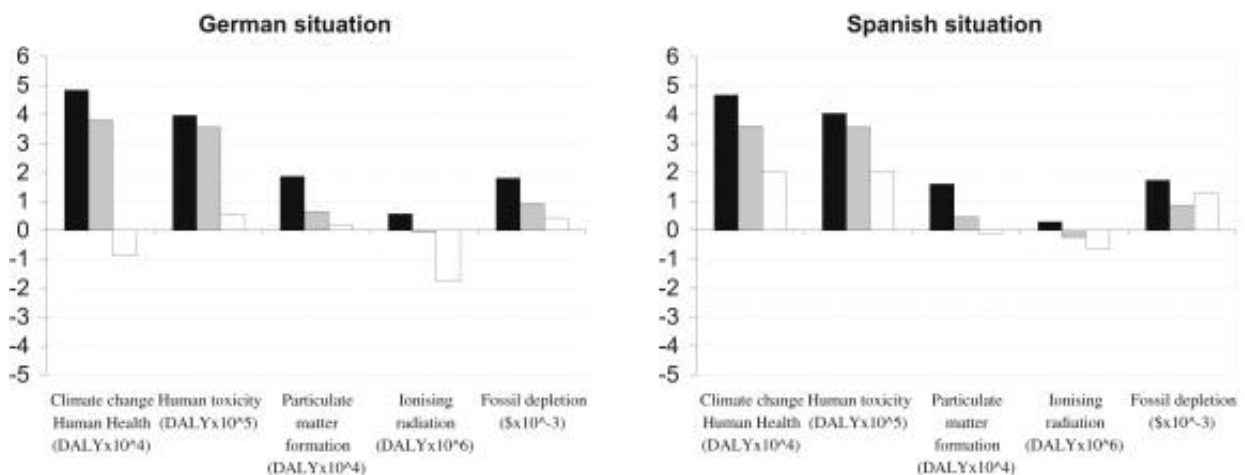 German situation
6
5
4
3
2
1
0
-1
-2
-3
-4
-5
Climate change
Human Health
(DALYx10^4)
Human toxicity
(DALYx10^5)
Particulate
matter
formation
(DALYx10^4)
Ionising
radiation
(DALYx10^6)
Fossil depletion
($x10^-3)
Spanish situation
6
5
4
3
2
1
0
-1
-2
-3
-4
-5
Climate change
Human Health
(DALYx10^4)
Human toxicity
(DALYx10^5)
Particulate
matter
formation
(DALYx10^4)
Ionising
radiation
(DALYx10^6)
Fossil depletion
($x10^-3)